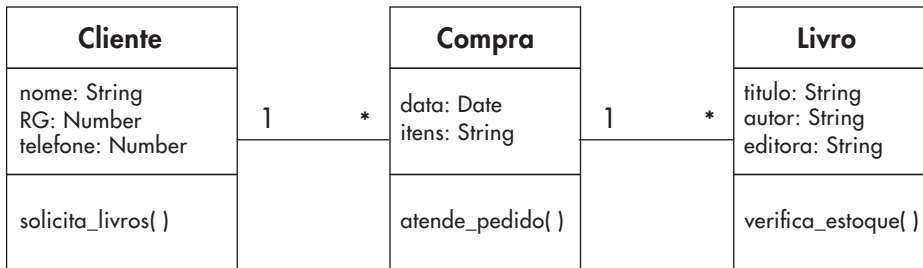 Cliente
nome: String
RG: Number
telefone: Number
solicita_livros( )
1 *
Compra
data: Date
itens: String
atende_pedido( )
1 *
Livro
titulo: String
autor: String
editora: String
verifica_estoque( )